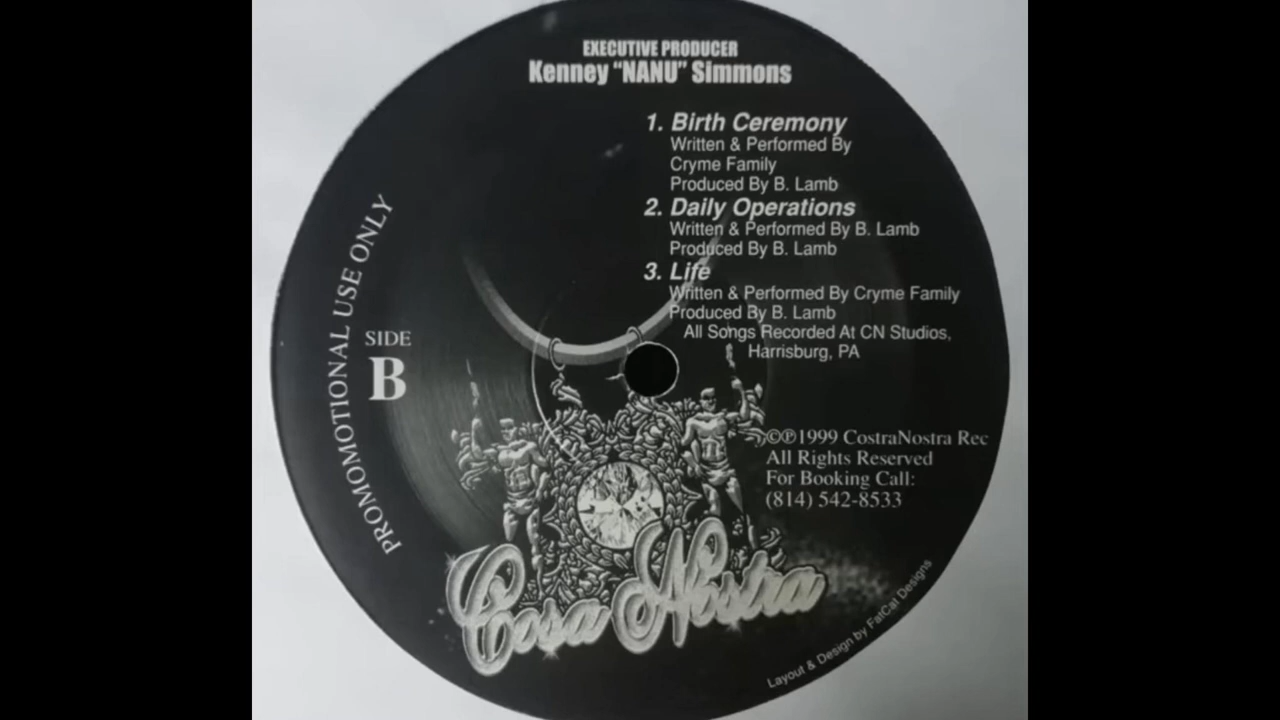 EXECUTIVE PRODUCER
Kenney "NANU" Simmons
1. Birth Ceremony
Written & Performed By
Cryme Family
Produced By B. Lamb
2. Daily Operations
Written & Performed By B. Lamb
Produced By B. Lamb
3. Life
Written & Performed By Cryme Family
Produced By B. Lamb
All Songs Recorded At CN Studios,
Harrisburg, PA
PROMOMOTIONAL USE ONLY
SIDE
B
©℗1999 CostraNostra Rec
All Rights Reserved
For Booking Call:
(814) 542-8533
Cosa Nostra
Layout & Design by FatCat Designs